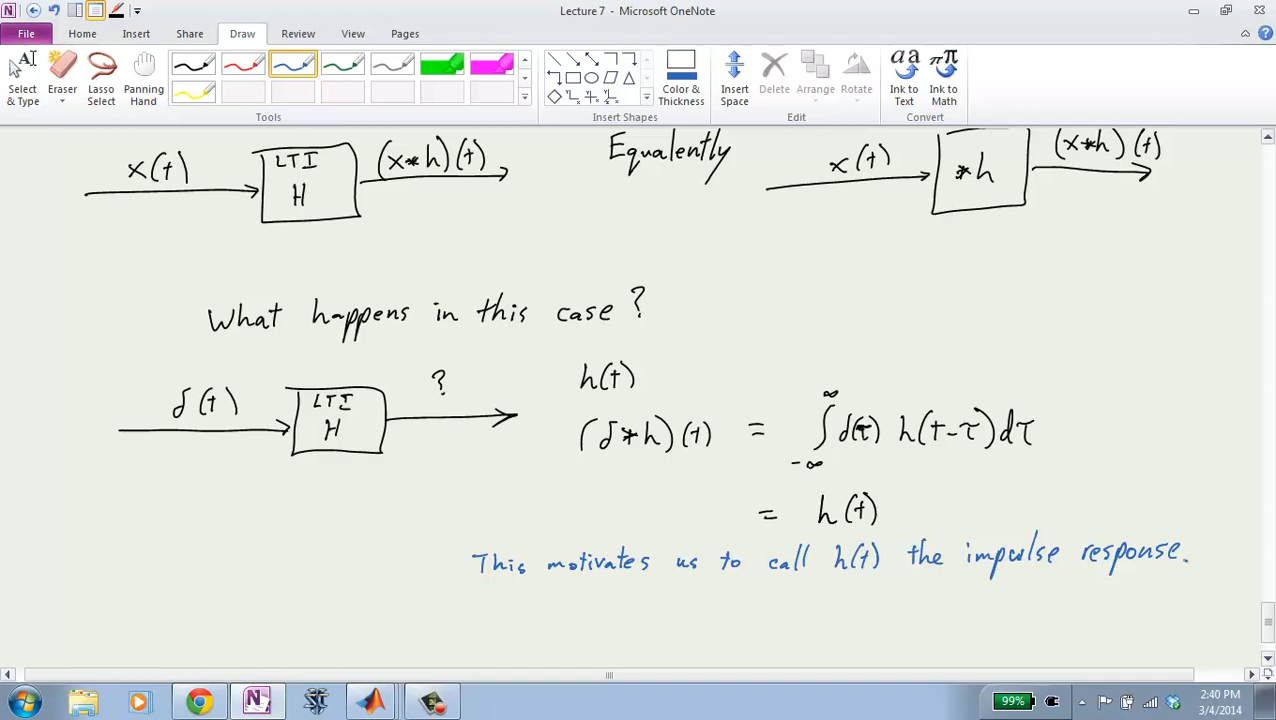 Lecture 7 - Microsoft OneNote
File Home Insert Share Draw Review View Pages
Select & Type
Eraser
Lasso Select
Panning Hand
Color & Thickness
Insert Space
Delete
Arrange
Rotate
Ink to Text
Ink to Math
Tools Insert Shapes Edit Convert
x(t) LTI H (x*h)(t) Equalently x(t) *h (x*h)(t)
What happens in this case?
δ(t) LTI H ? h(t)
(δ*h)(t) = ∫_{-∞}^{∞} δ(τ) h(t-τ)dτ
= h(t)
This motivates us to call h(t) the impulse response.
99%
2:40 PM
3/4/2014